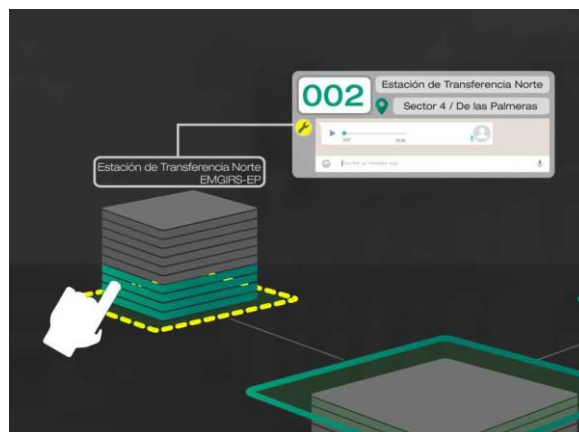 002
Estación de Transferencia Norte
Sector 4 / De las Palmeras
Estación de Transferencia Norte
EMGIRS-EP